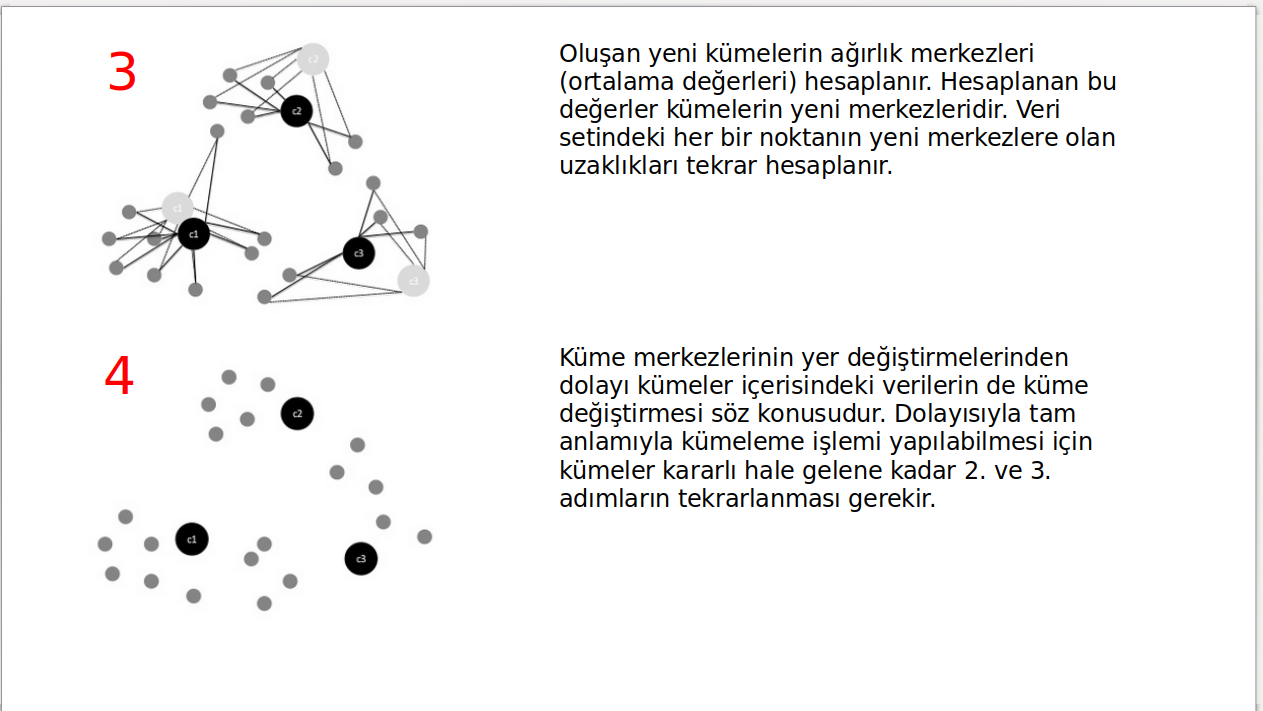 3
c2
c2
c1
c1
c3
c3
Oluşan yeni kümelerin ağırlık merkezleri
(ortalama değerleri) hesaplanır. Hesaplanan bu
değerler kümelerin yeni merkezleridir. Veri
setindeki her bir noktanın yeni merkezlere olan
uzaklıkları tekrar hesaplanır.
4
c2
c1
c3
Küme merkezlerinin yer değiştirmelerinden
dolayı kümeler içerisindeki verilerin de küme
değiştirmesi söz konusudur. Dolayısıyla tam
anlamıyla kümeleme işlemi yapılabilmesi için
kümeler kararlı hale gelene kadar 2. ve 3.
adımların tekrarlanması gerekir.